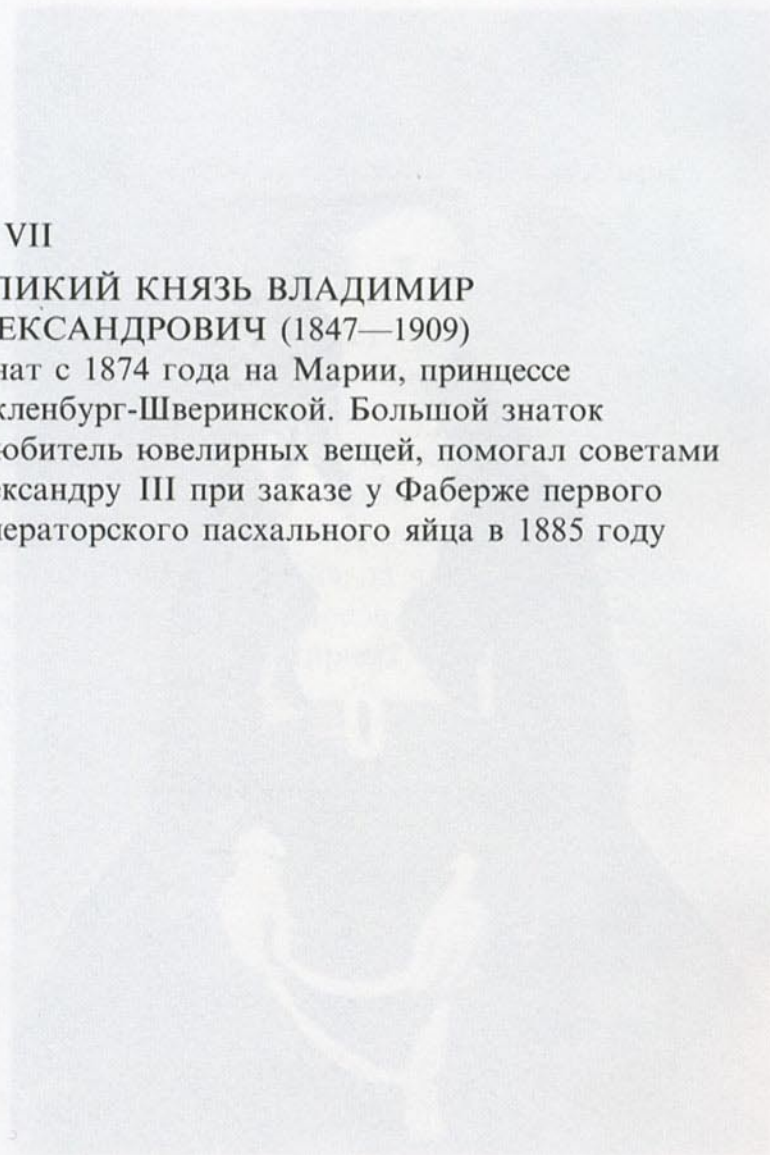 VII
ЛИКИЙ КНЯЗЬ ВЛАДИМИР
ЕКСАНДРОВИЧ (1847—1909)
нат с 1874 года на Марии, принцессе
кленбург-Шверинской. Большой знаток
юбитель ювелирных вещей, помогал советами
ксандру III при заказе у Фаберже первого
ператорского пасхального яйца в 1885 году